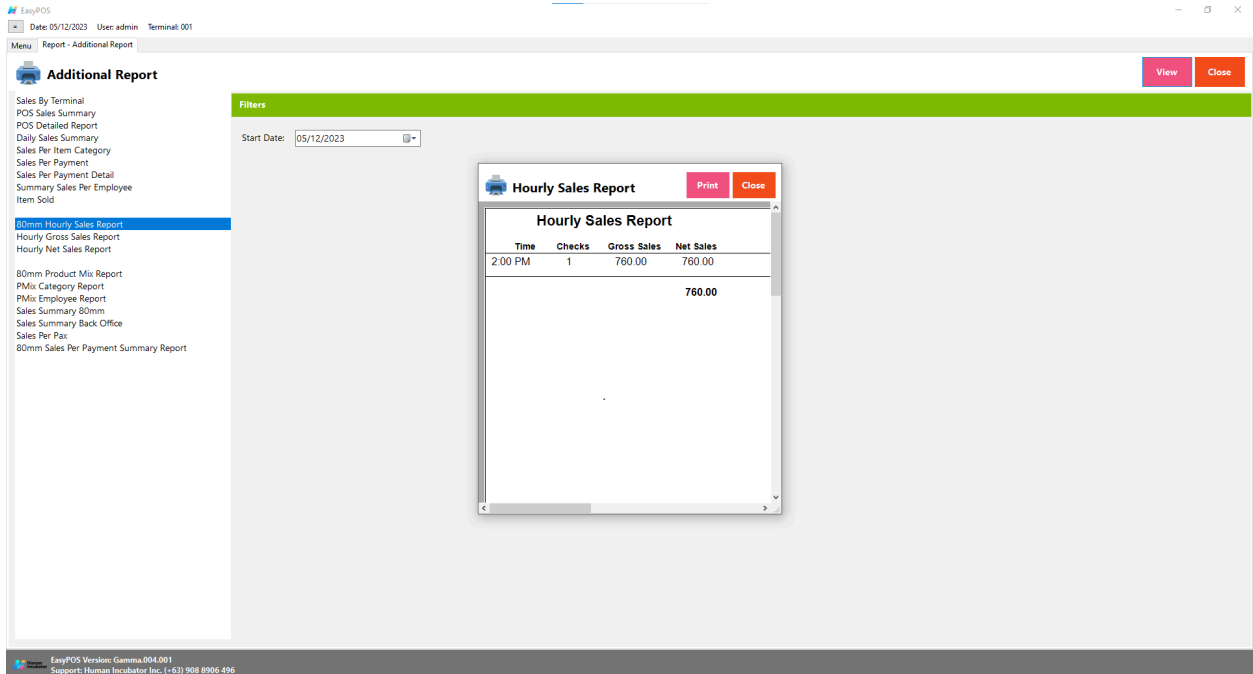 EasyPOS
Date: 05/12/2023 User: admin Terminal: 001
Menu Report - Additional Report
Additional Report
View Close
Sales By Terminal
POS Sales Summary
POS Detailed Report
Daily Sales Summary
Sales Per Item Category
Sales Per Payment
Sales Per Payment Detail
Summary Sales Per Employee
Item Sold
80mm Hourly Sales Report
Hourly Gross Sales Report
Hourly Net Sales Report
80mm Product Mix Report
PMix Category Report
PMix Employee Report
Sales Summary 80mm
Sales Summary Back Office
Sales Per Pax
80mm Sales Per Payment Summary Report
Filters
Start Date: 05/12/2023
Hourly Sales Report
Print Close
Hourly Sales Report
Time Checks Gross Sales Net Sales
2:00 PM 1 760.00 760.00
760.00
Human Incubator
EasyPOS Version: Gamma.004.001
Support: Human Incubator Inc. (+63) 908 8906 496